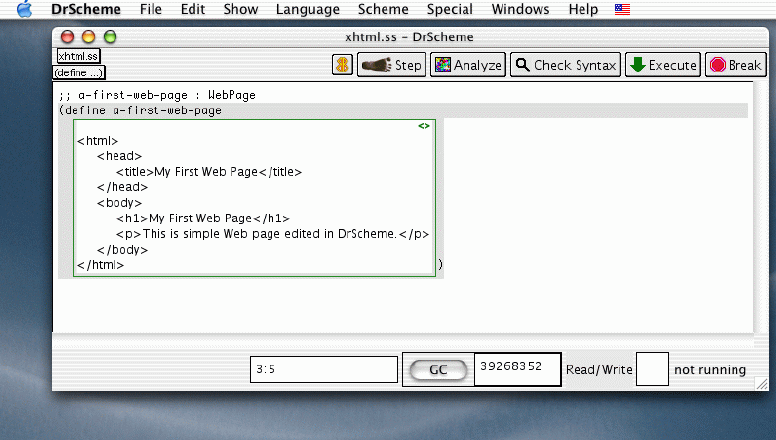 DrScheme File Edit Show Language Scheme Special Windows Help
xhtml.ss - DrScheme
xhtml.ss
(define ...)
Step Analyze Check Syntax Execute Break
;; a-first-web-page : WebPage
(define a-first-web-page
<>
<html>
<head>
<title>My First Web Page</title>
</head>
<body>
<h1>My First Web Page</h1>
<p>This is simple Web page edited in DrScheme.</p>
</body>
</html>
)
3:5 GC 39268352 Read/Write not running